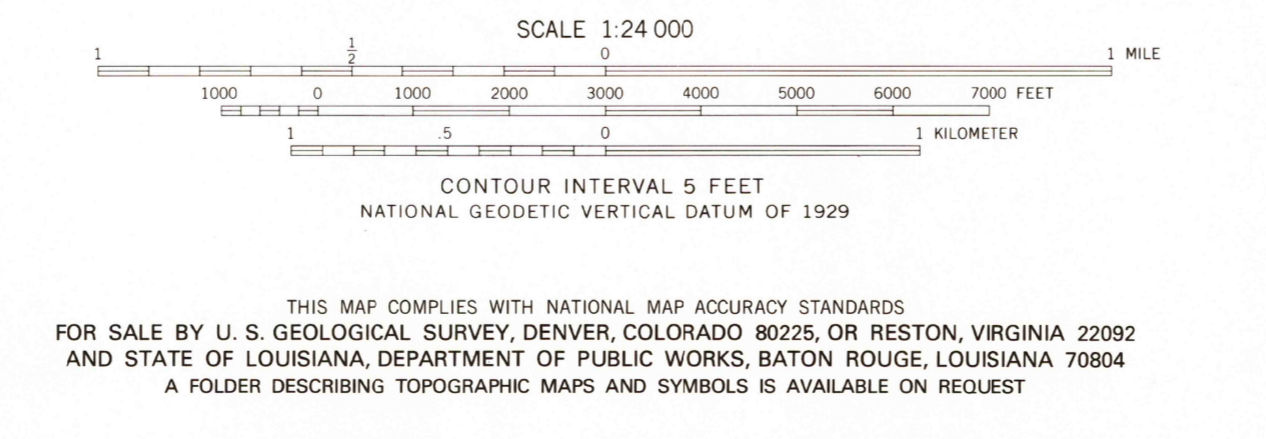 SCALE 1:24 000
1 1/2 0 1 MILE
1000 0 1000 2000 3000 4000 5000 6000 7000 FEET
1 .5 0 1 KILOMETER
CONTOUR INTERVAL 5 FEET
NATIONAL GEODETIC VERTICAL DATUM OF 1929
THIS MAP COMPLIES WITH NATIONAL MAP ACCURACY STANDARDS
FOR SALE BY U. S. GEOLOGICAL SURVEY, DENVER, COLORADO 80225, OR RESTON, VIRGINIA 22092
AND STATE OF LOUISIANA, DEPARTMENT OF PUBLIC WORKS, BATON ROUGE, LOUISIANA 70804
A FOLDER DESCRIBING TOPOGRAPHIC MAPS AND SYMBOLS IS AVAILABLE ON REQUEST